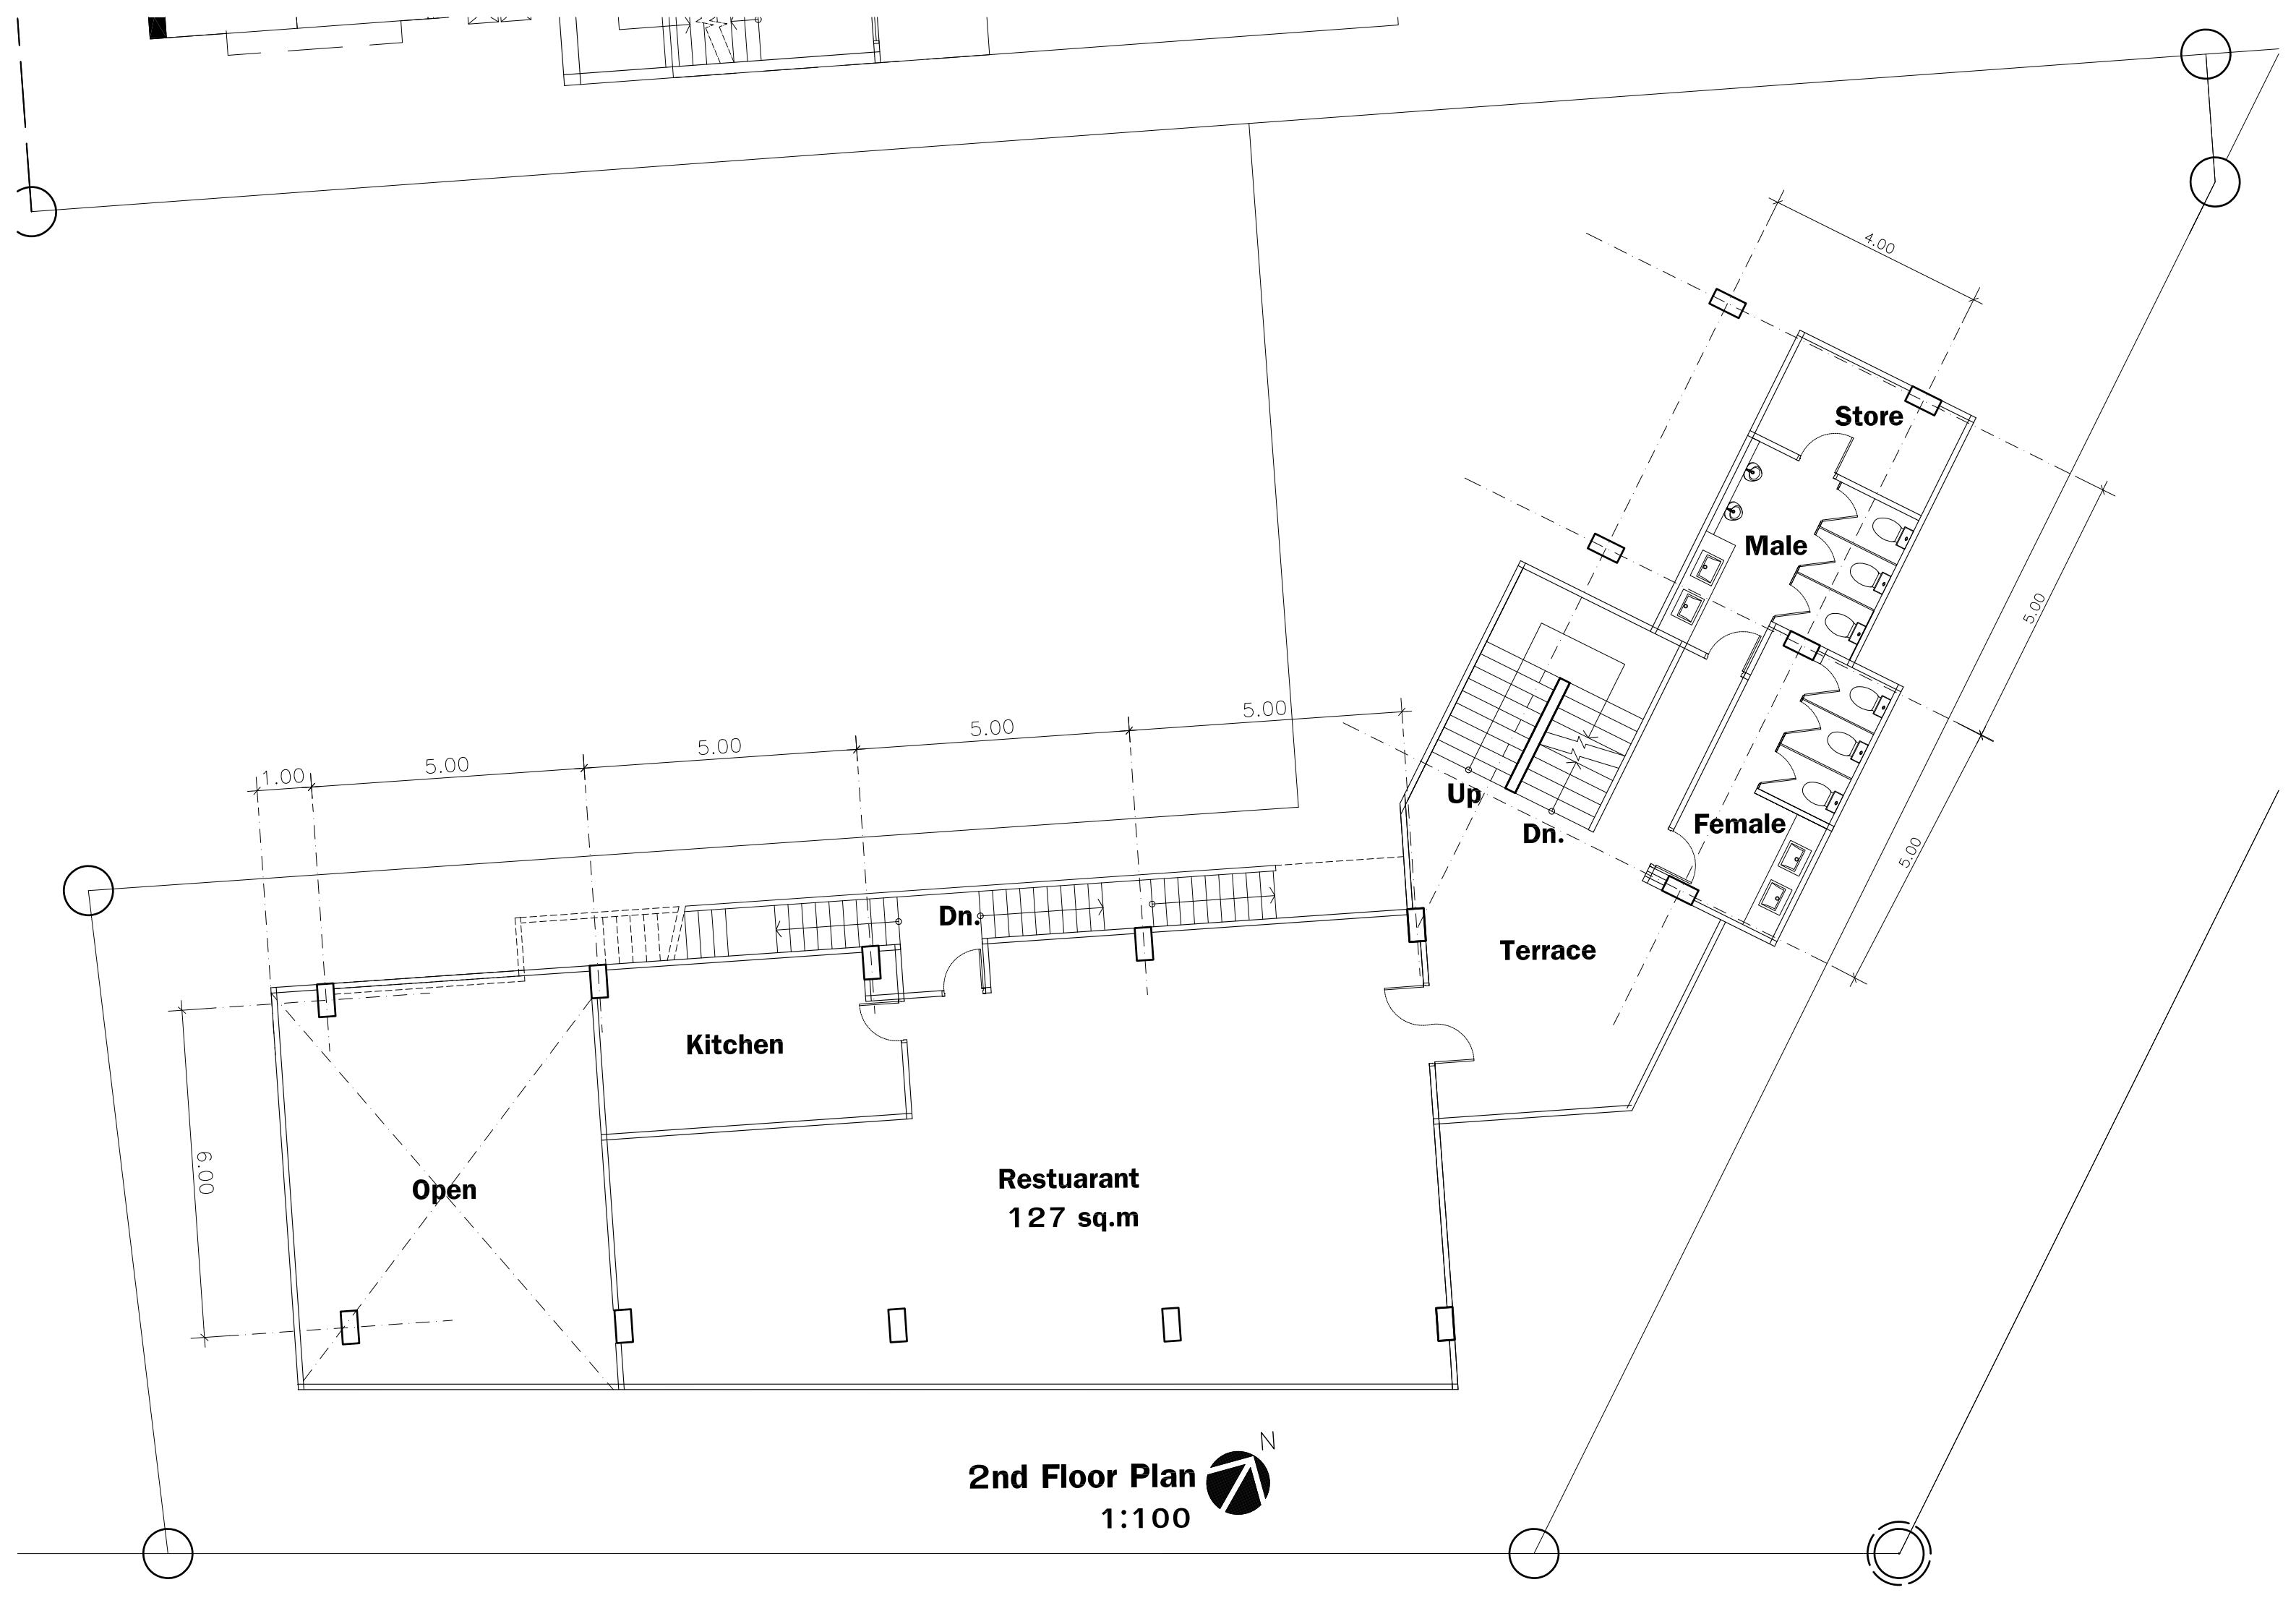 4.00
Store
Male
5.00
5.00
5.00
5.00
5.00
1.00
Up
Dn.
Female
5.00
Dn.
Terrace
Kitchen
6.00
Open
Restuarant
127 sq.m
N
2nd Floor Plan
1:100